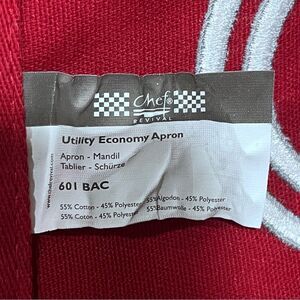 Chef®
REVIVAL
Utility Economy Apron
Apron - Mandil
Tablier - Schürze
601 BAC
55% Cotton - 45% Polyester 55%Algodon - 45% Polyester
55% Coton - 45% Polyester 55%Baumwolle - 45% Polyester
www.chefrevival.com